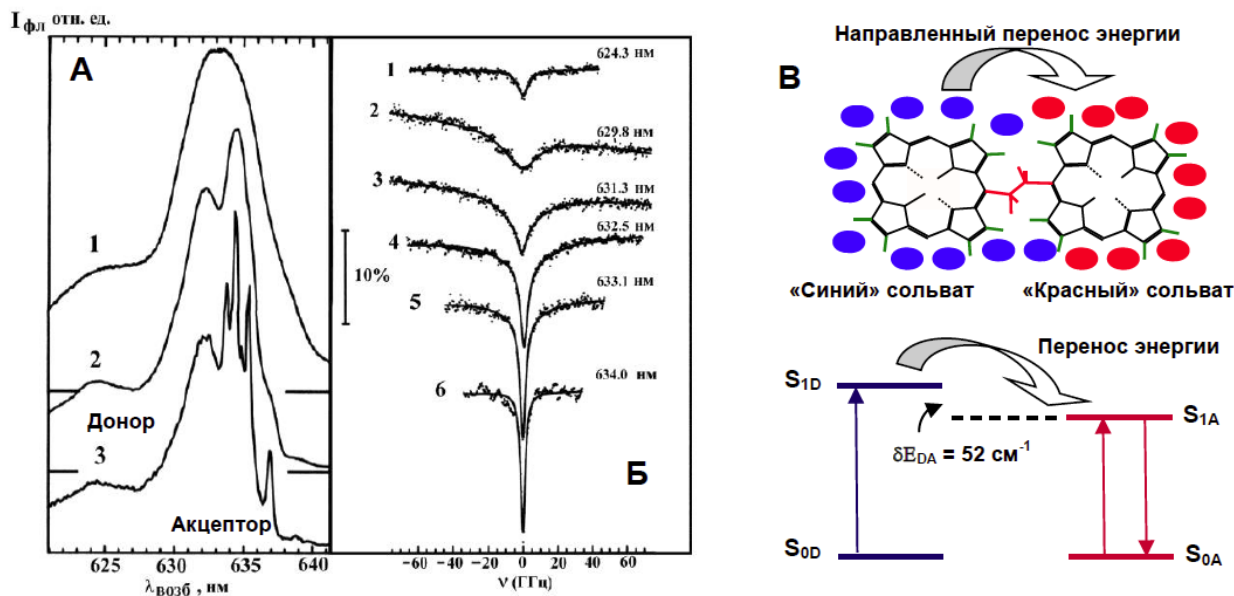 I фл отн. ед.
А
1
2
Донор
3
Акцептор
625 630 635 640
λвозб , нм
624.3 нм
1
2
629.8 нм
3
631.3 нм
632.5 нм
4
10%
633.1 нм
5
634.0 нм
6
Б
−60 −40 −20 0 20 40 60
ν (ГГц)
Направленный перенос энергии
В
«Синий» сольват «Красный» сольват
Перенос энергии
S1D
S1A
δEDA = 52 см-1
S0D
S0A